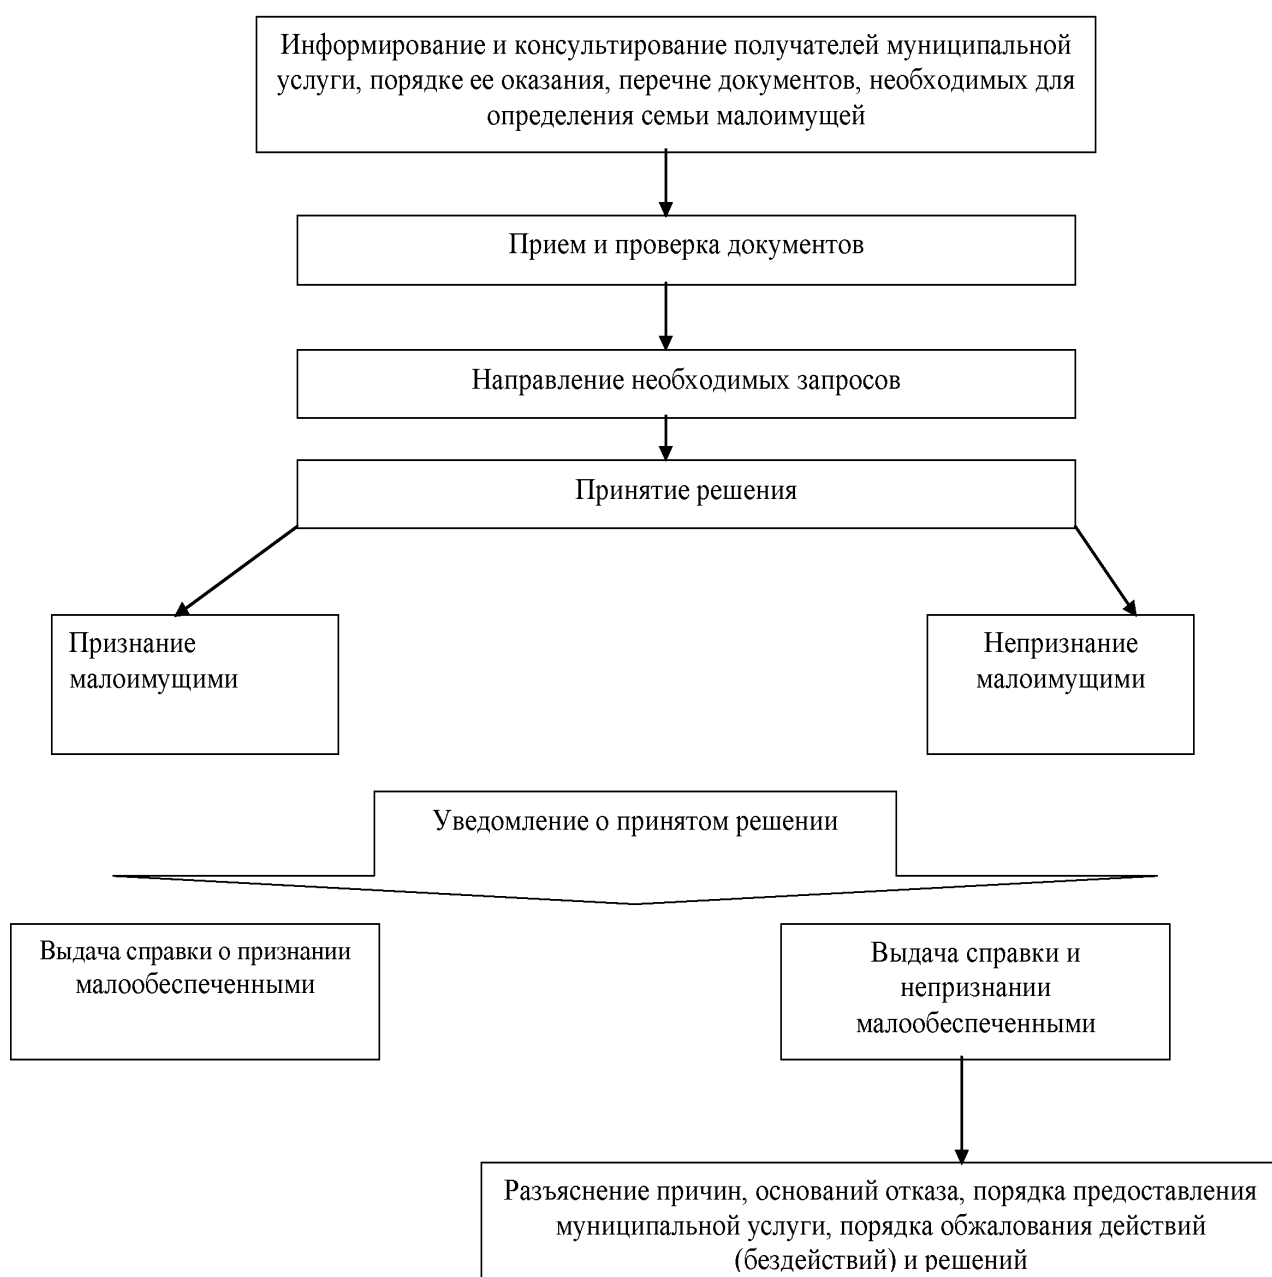 Информирование и консультирование получателей муниципальной
услуги, порядке ее оказания, перечне документов, необходимых для
определения семьи малоимущей
Прием и проверка документов
Направление необходимых запросов
Принятие решения
Признание
малоимущими
Непризнание
малоимущими
Уведомление о принятом решении
Выдача справки о признании
малообеспеченными
Выдача справки и
непризнании
малообеспеченными
Разъяснение причин, оснований отказа, порядка предоставления
муниципальной услуги, порядка обжалования действий
(бездействий) и решений